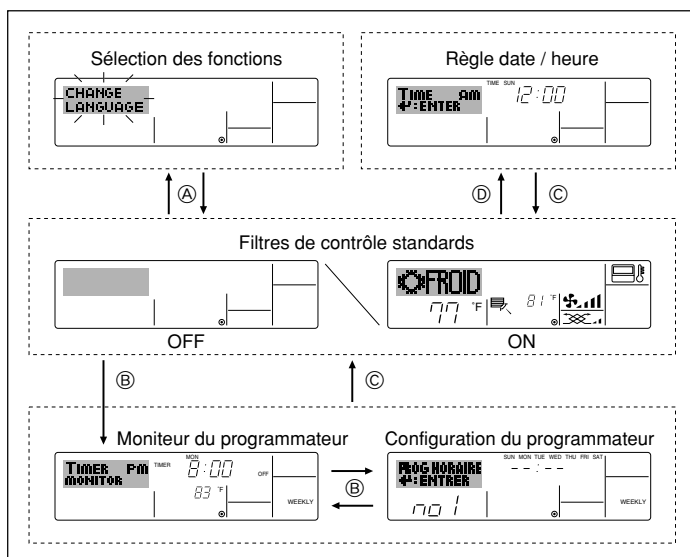 Sélection des fonctions
CHANGE
LANGUAGE
Règle date / heure
TIME SUN
TIME AM
12:00
↵:ENTER
Ⓐ
Ⓓ
Ⓒ
Filtres de contrôle standards
FROID
77 °F
81 °F
OFF
ON
Ⓑ
Ⓒ
Moniteur du programmateur
MON
TIMER PM
TIMER
8:00
OFF
MONITOR
83 °F
WEEKLY
Ⓑ
Configuration du programmateur
SUN MON TUE WED THU FRI SAT
PROG HORAIRE
--:--
↵:ENTRER
no 1
WEEKLY